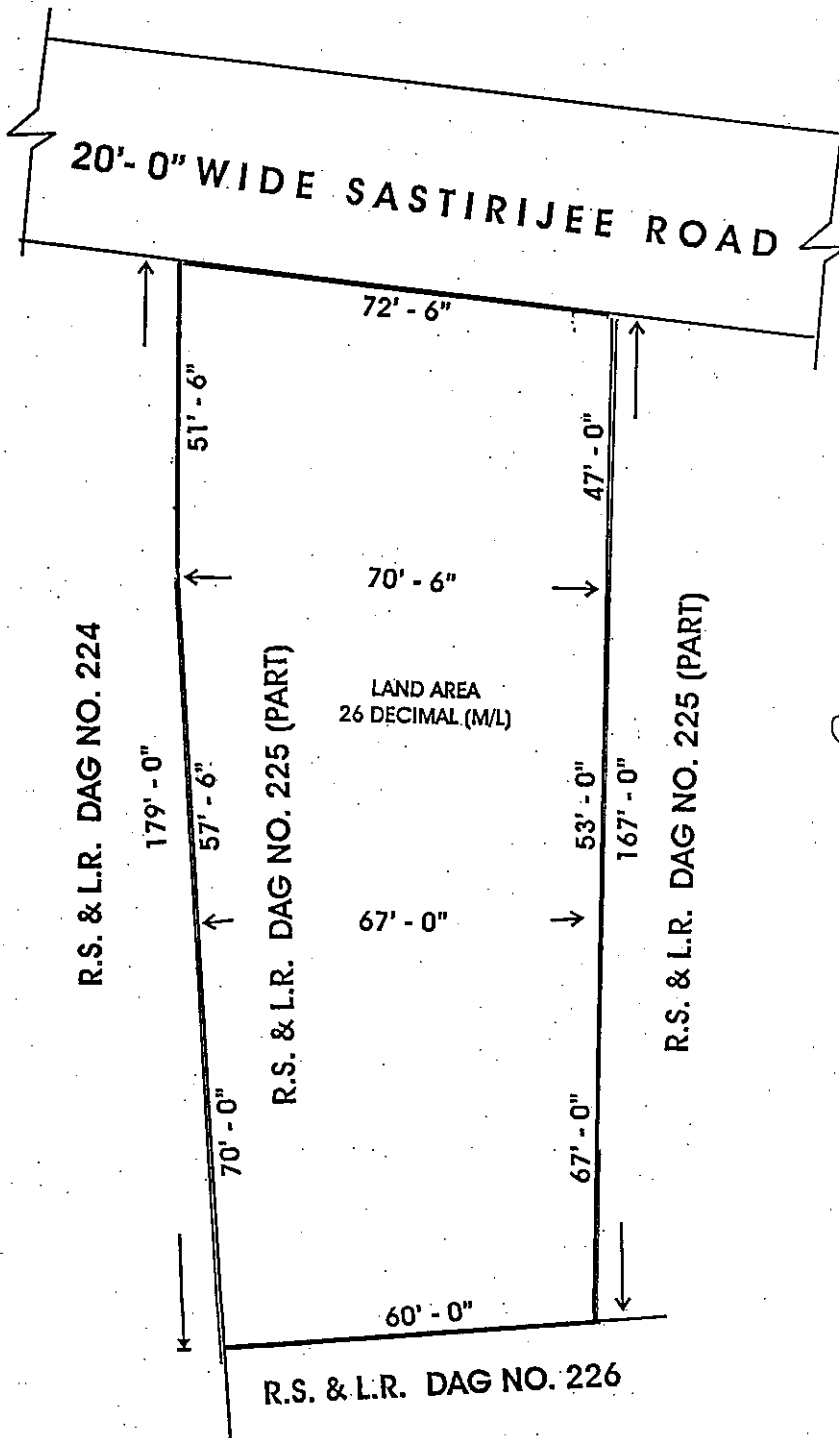 20'- 0" WIDE SASTIRIJEE ROAD
72' - 6"
51' - 6"
47' - 0"
70' - 6"
LAND AREA
26 DECIMAL (M/L)
R.S. & L.R. DAG NO. 224
179' - 0"
57' - 6"
R.S. & L.R. DAG NO. 225 (PART)
53' - 0"
167' - 0"
R.S. & L.R. DAG NO. 225 (PART)
67' - 0"
70' - 0"
67' - 0"
60' - 0"
R.S. & L.R. DAG NO. 226